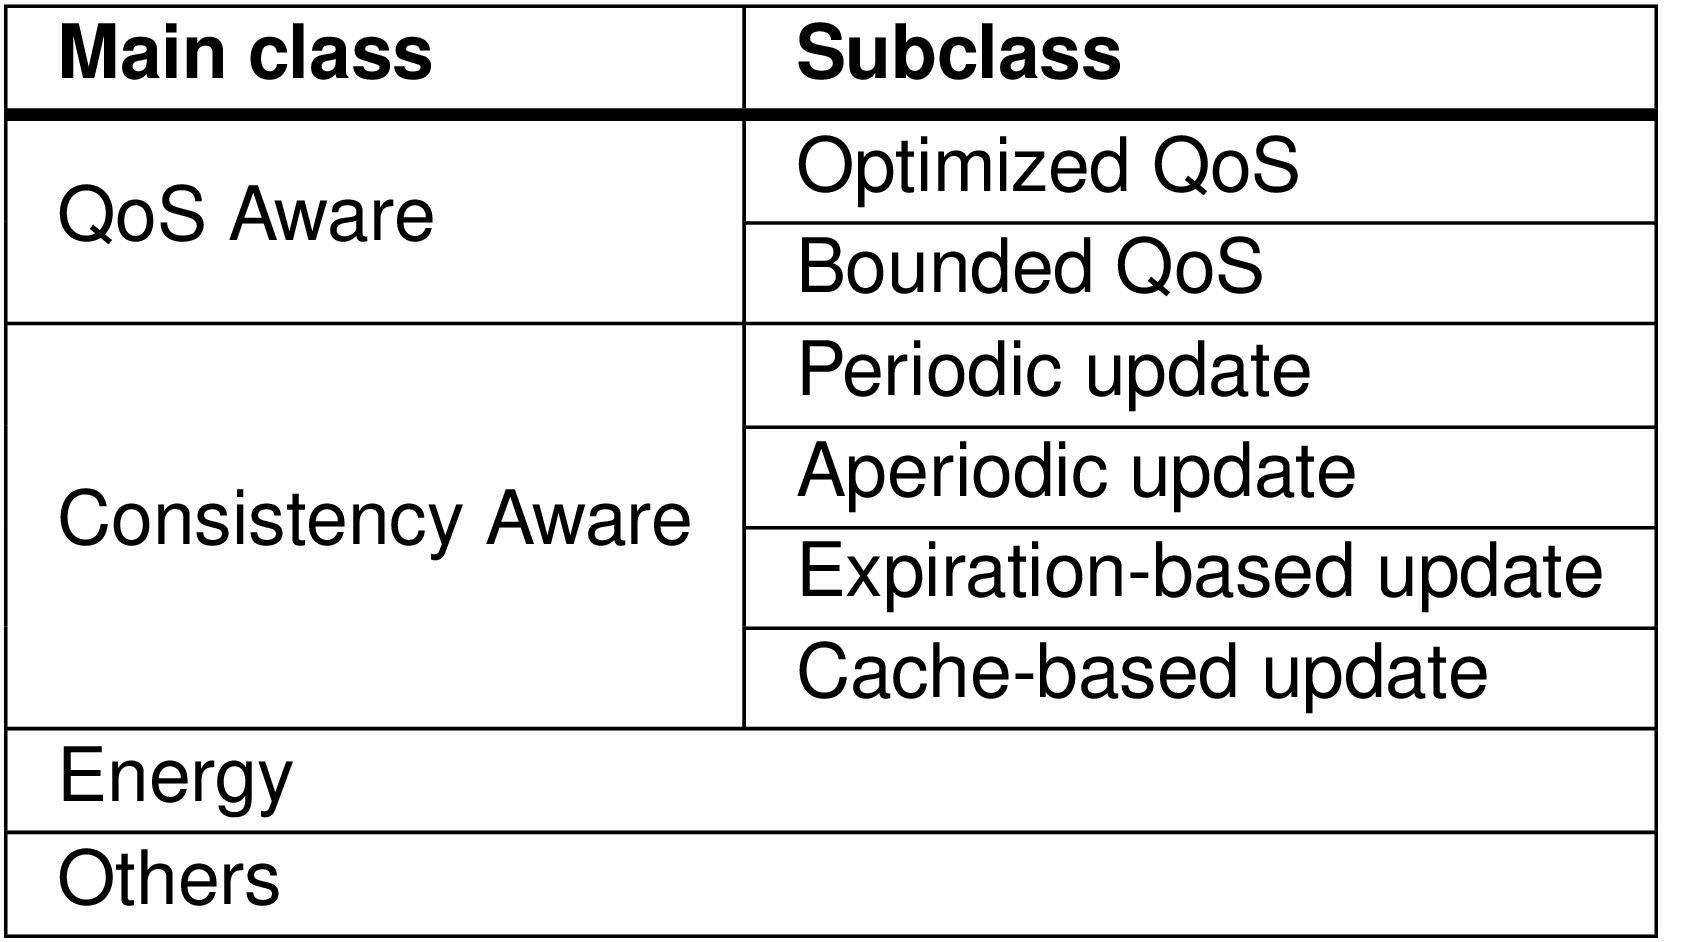 Main class Subclass
QoS Aware
Optimized QoS
Bounded QoS
Consistency Aware
Periodic update
Aperiodic update
Expiration-based update
Cache-based update
Energy
Others